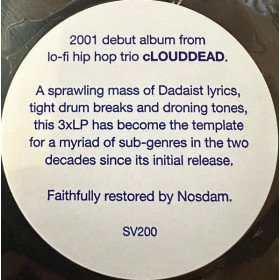 2001 debut album from
lo-fi hip hop trio cLOUDDEAD.
A sprawling mass of Dadaist lyrics,
tight drum breaks and droning tones,
this 3xLP has become the template
for a myriad of sub-genres in the two
decades since its initial release.
Faithfully restored by Nosdam.
SV200